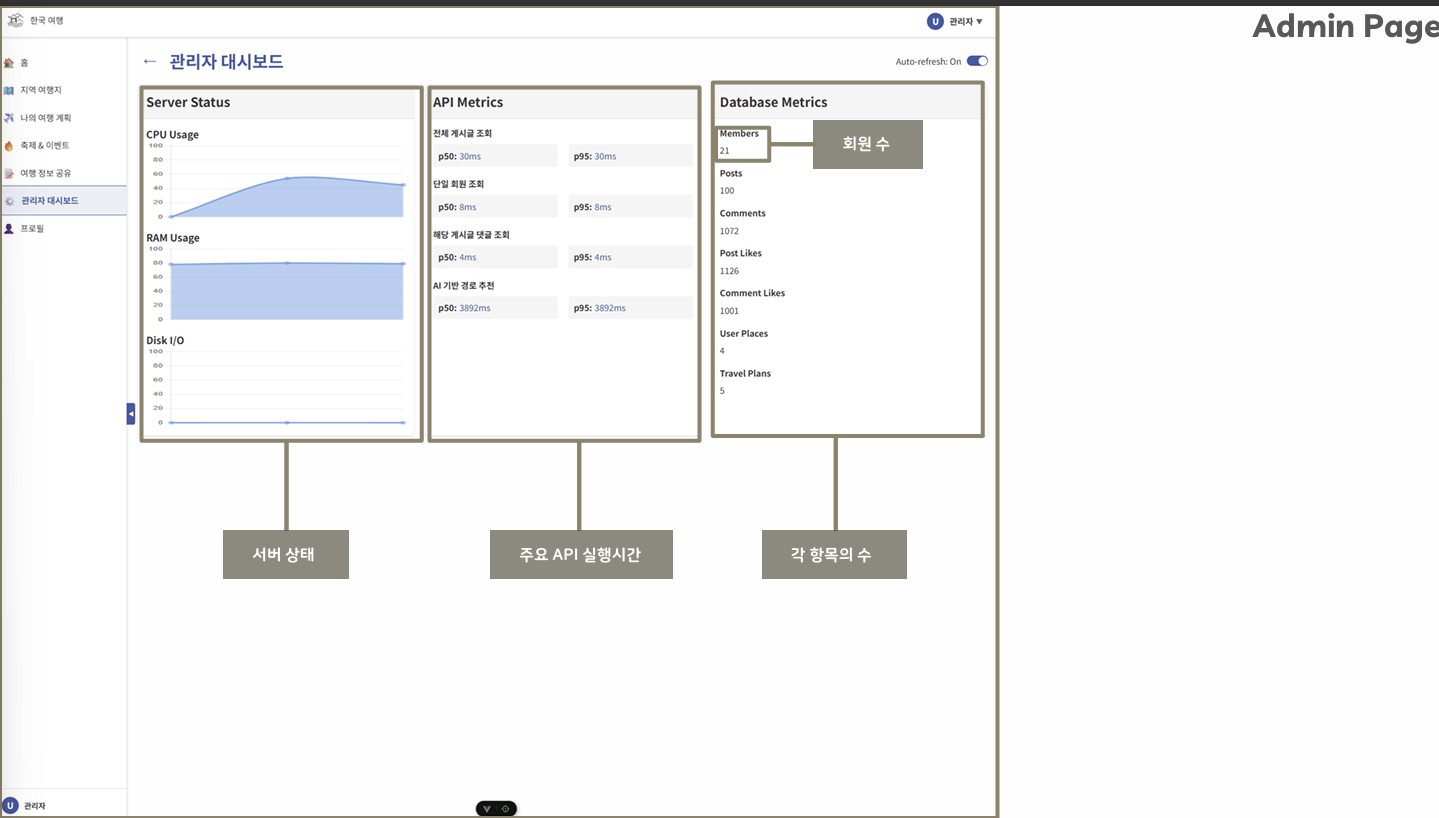 한국 여행
U 관리자 ▼
Admin Page
홈
지역 여행지
나의 여행 계획
축제 & 이벤트
여행 정보 공유
관리자 대시보드
프로필
U 관리자
← 관리자 대시보드
Auto-refresh: On
Server Status
CPU Usage
100
80
60
40
20
0
RAM Usage
100
80
60
40
20
0
Disk I/O
100
80
60
40
20
0
서버 상태
API Metrics
전체 게시글 조회
p50: 30ms p95: 30ms
단일 회원 조회
p50: 8ms p95: 8ms
해당 게시글 댓글 조회
p50: 4ms p95: 4ms
AI 기반 경로 추천
p50: 3892ms p95: 3892ms
주요 API 실행시간
Database Metrics
Members
21
회원 수
Posts
100
Comments
1072
Post Likes
1126
Comment Likes
1001
User Places
4
Travel Plans
5
각 항목의 수